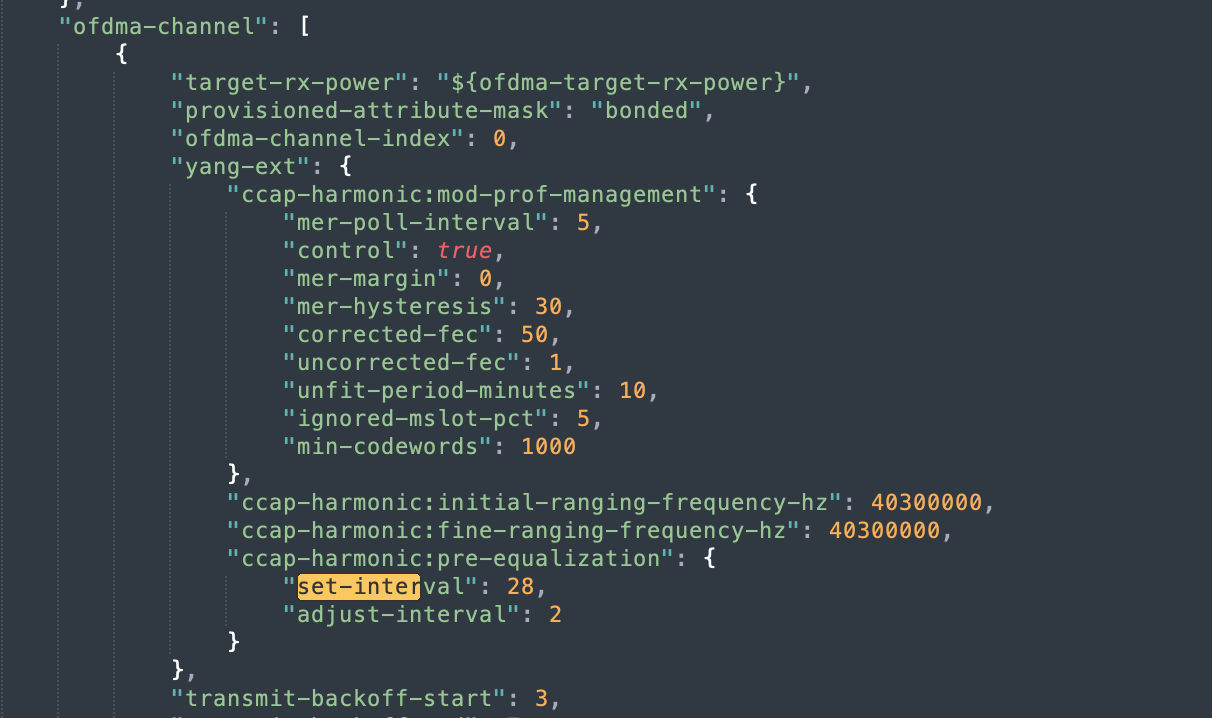 },
"ofdma-channel": [
{
"target-rx-power": "${ofdma-target-rx-power}",
"provisioned-attribute-mask": "bonded",
"ofdma-channel-index": 0,
"yang-ext": {
"ccap-harmonic:mod-prof-management": {
"mer-poll-interval": 5,
"control": true,
"mer-margin": 0,
"mer-hysteresis": 30,
"corrected-fec": 50,
"uncorrected-fec": 1,
"unfit-period-minutes": 10,
"ignored-mslot-pct": 5,
"min-codewords": 1000
},
"ccap-harmonic:initial-ranging-frequency-hz": 40300000,
"ccap-harmonic:fine-ranging-frequency-hz": 40300000,
"ccap-harmonic:pre-equalization": {
"set-interval": 28,
"adjust-interval": 2
}
},
"transmit-backoff-start": 3,